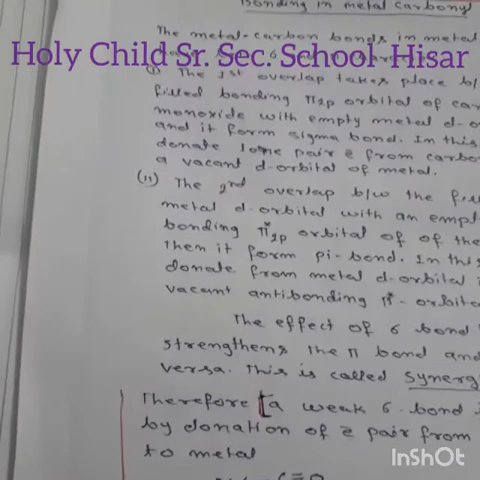 Bonding in metal Carbonyl
The metal-carbon bonds in metal
Holy Child Sr. Sec. School Hisar
(i) The 1st overlap takes place b/w
filled bonding π2p orbital of car
monoxide with empty metal d-o
and it form sigma bond. In this
donate lone pair ē from carbo
a vacant d-orbital of metal.
(ii) The 2nd overlap b/w the fill
metal d-orbital with an empt
bonding π*2p orbital of of the
then it form pi-bond. In this
donate from metal d-orbital
vacant antibonding π*-orbita
The effect of σ bond
strengthens the π bond and
versa. This is called Synerg
Therefore [a weak σ-bond
by donation of ē pair from
to metal
InShOt